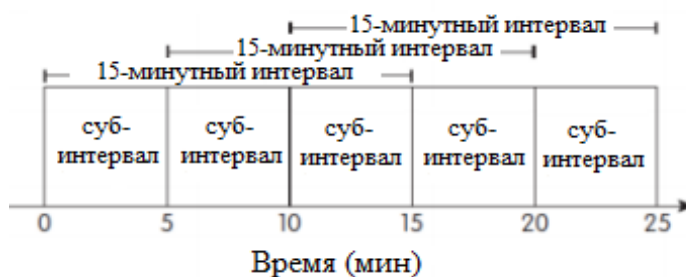 15-минутный интервал
15-минутный интервал
15-минутный интервал
суб- суб- суб- суб- суб-
интервал интервал интервал интервал интервал
0 5 10 15 20 25
Время (мин)